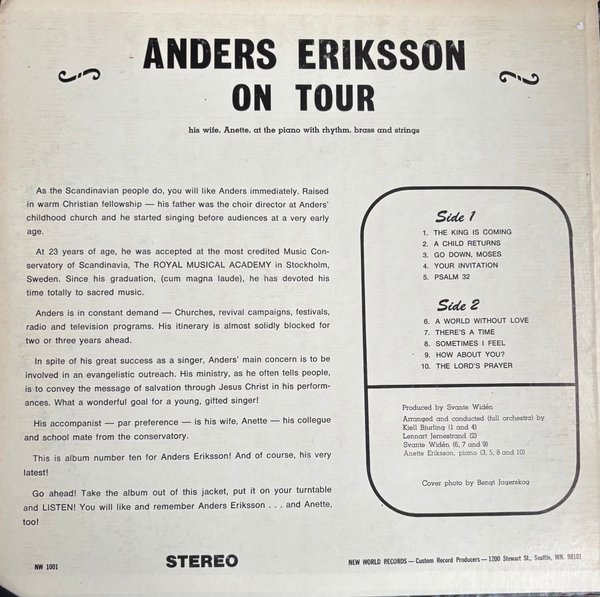 ANDERS ERIKSSON
ON TOUR
his wife, Anette, at the piano with rhythm, brass and strings
As the Scandinavian people do, you will like Anders immediately. Raised
in warm Christian fellowship — his father was the choir director at Anders'
childhood church and he started singing before audiences at a very early
age.
At 23 years of age, he was accepted at the most credited Music Con-
servatory of Scandinavia, The ROYAL MUSICAL ACADEMY in Stockholm,
Sweden. Since his graduation, (cum magna laude), he has devoted his
time totally to sacred music.
Anders is in constant demand — Churches, revival campaigns, festivals,
radio and television programs. His itinerary is almost solidly blocked for
two or three years ahead.
In spite of his great success as a singer, Anders' main concern is to be
involved in an evangelistic outreach. His ministry, as he often tells people,
is to convey the message of salvation through Jesus Christ in his perform-
ances. What a wonderful goal for a young, gifted singer!
His accompanist — par preference — is his wife, Anette — his collegue
and school mate from the conservatory.
This is album number ten for Anders Eriksson! And of course, his very
latest!
Go ahead! Take the album out of this jacket, put it on your turntable
and LISTEN! You will like and remember Anders Eriksson . . . and Anette,
too!
Side 1
1. THE KING IS COMING
2. A CHILD RETURNS
3. GO DOWN, MOSES
4. YOUR INVITATION
5. PSALM 32
Side 2
6. A WORLD WITHOUT LOVE
7. THERE'S A TIME
8. SOMETIMES I FEEL
9. HOW ABOUT YOU?
10. THE LORD'S PRAYER
Produced by Svante Widén
Arranged and conducted (full orchestra) by
Kjell Bjurling (1 and 4)
Lennart Jernestrand (2)
Svante Widén (6, 7 and 9)
Anette Eriksson, piano (3, 5, 8 and 10)
Cover photo by Bengt Jagerskog
NW 1001
STEREO
NEW WORLD RECORDS — Custom Record Producers — 1200 Stewart St., Seattle, WN. 98101